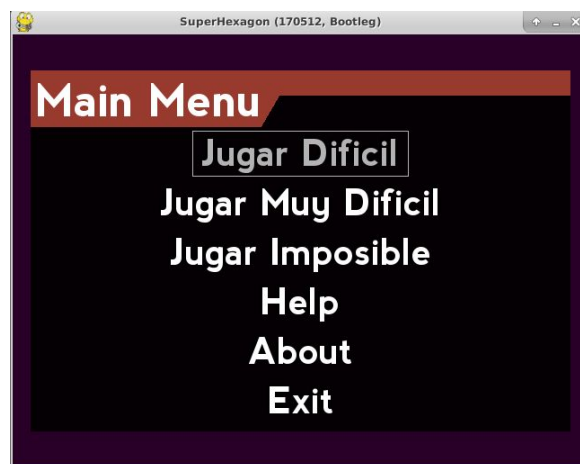 SuperHexagon (170512, Bootleg)
Main Menu
Jugar Dificil
Jugar Muy Dificil
Jugar Imposible
Help
About
Exit